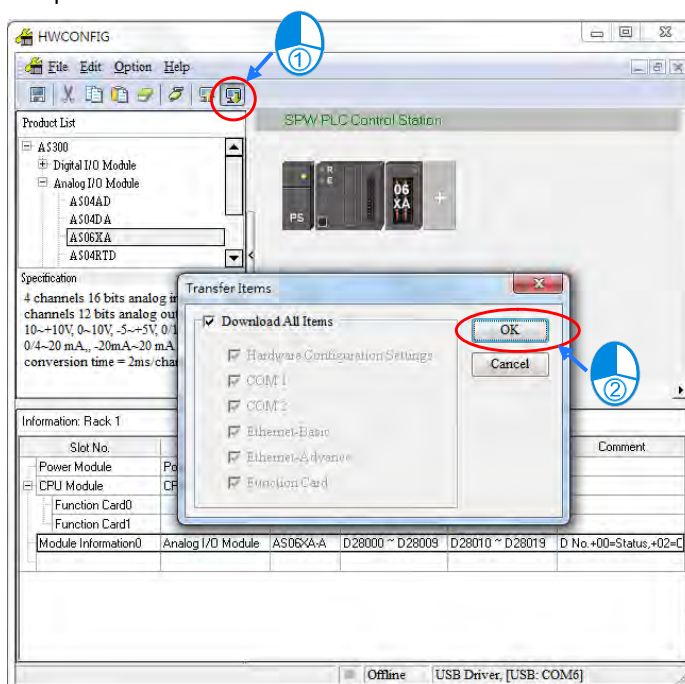 HWCONFIG
File Edit Option Help
①
Product List
SPW PLC Control Station
AS300
Digital I/O Module
Analog I/O Module
AS04AD
AS04DA
AS06XA
AS04RTD
R
E
PS
06
XA
+
Specification
4 channels 16 bits analog in
channels 12 bits analog out
10~+10V, 0~10V, -5~+5V, 0/1
0/4~20 mA,, -20mA~20 mA
conversion time = 2ms/chan
Transfer Items
Download All Items
Hardware Configuration Settings
COM 1
COM 2
Ethernet-Basic
Ethernet-Advance
Function Card
OK
Cancel
②
Information: Rack 1
Slot No. Comment
Power Module Po
CPU Module CP
Function Card0
Function Card1
Module Information0 Analog I/O Module AS06XA-A D28000 ~ D28009 D28010 ~ D28019 D No.+00=Status,+02=C
Offline USB Driver, [USB: COM6]